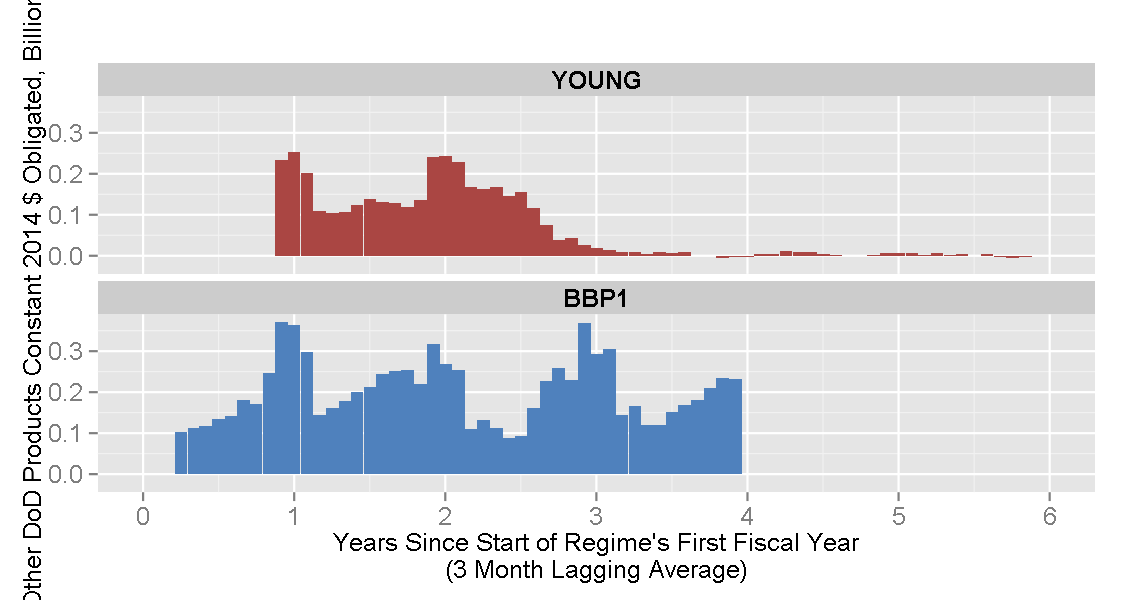 Other DoD Products Constant 2014 $ Obligated, Billion
YOUNG
0.3
0.2
0.1
0.0
BBP1
0.3
0.2
0.1
0.0
0 1 2 3 4 5 6
Years Since Start of Regime's First Fiscal Year
(3 Month Lagging Average)